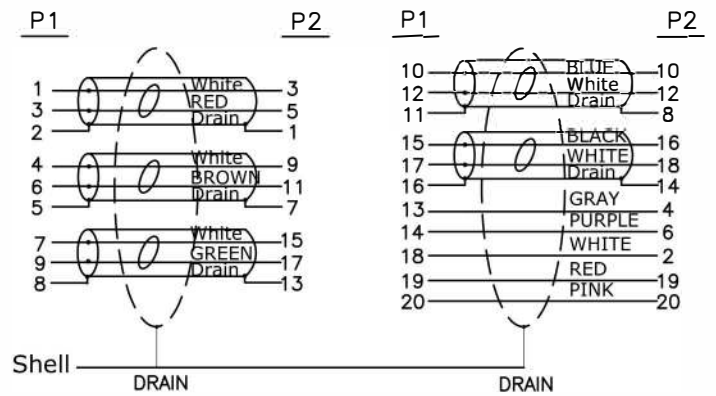 P1 P2
1 White 3
3 RED 5
2 Drain 1
4 White 9
6 BROWN 11
5 Drain 7
7 White 15
9 GREEN 17
8 Drain 13
P1 P2
10 BLUE 10
12 White 12
11 Drain 8
15 BLACK 16
17 WHITE 18
16 Drain 14
13 GRAY 4
14 PURPLE 6
18 WHITE 2
19 RED 19
20 PINK 20
Shell
DRAIN DRAIN